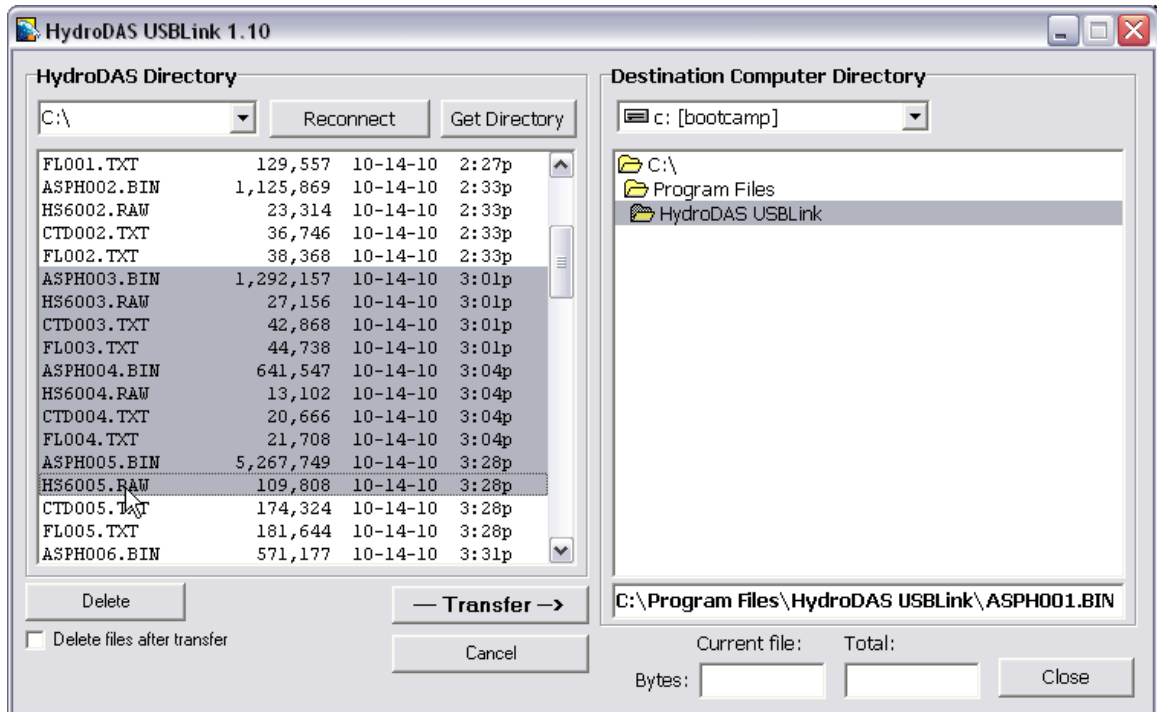 HydroDAS USBLink 1.10
HydroDAS Directory
C:\ Reconnect Get Directory
FL001.TXT 129,557 10-14-10 2:27p
ASPH002.BIN 1,125,869 10-14-10 2:33p
HS6002.RAW 23,314 10-14-10 2:33p
CTD002.TXT 36,746 10-14-10 2:33p
FL002.TXT 38,368 10-14-10 2:33p
ASPH003.BIN 1,292,157 10-14-10 3:01p
HS6003.RAW 27,156 10-14-10 3:01p
CTD003.TXT 42,868 10-14-10 3:01p
FL003.TXT 44,738 10-14-10 3:01p
ASPH004.BIN 641,547 10-14-10 3:04p
HS6004.RAW 13,102 10-14-10 3:04p
CTD004.TXT 20,666 10-14-10 3:04p
FL004.TXT 21,708 10-14-10 3:04p
ASPH005.BIN 5,267,749 10-14-10 3:28p
HS6005.RAW 109,808 10-14-10 3:28p
CTD005.TXT 174,324 10-14-10 3:28p
FL005.TXT 181,644 10-14-10 3:28p
ASPH006.BIN 571,177 10-14-10 3:31p
Delete — Transfer –>
Delete files after transfer
Cancel
Destination Computer Directory
c: [bootcamp]
C:\
Program Files
HydroDAS USBLink
C:\Program Files\HydroDAS USBLink\ASPH001.BIN
Current file: Total:
Bytes:
Close